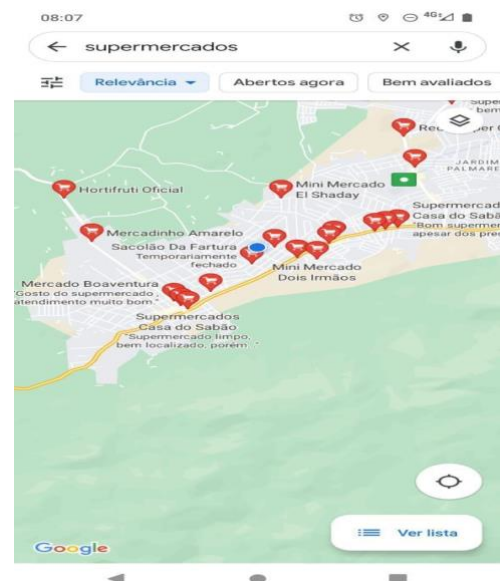 08:07
4G
supermercados
Relevância
Abertos agora
Bem avaliados
JARDIM
PALMARE
Hortifruti Oficial
Mini Mercado
El Shaday
Supermercad
Casa do Sabã
"Bom superme
apesar dos pre
Mercadinho Amarelo
Sacolão Da Fartura
Temporariamente
fechado
Mini Mercado
Dois Irmãos
Mercado Boaventura
"Gosto do supermercado,
atendimento muito bom"
Supermercados
Casa do Sabão
"Supermercado limpo,
bem localizado, porém,
Ver lista
Google